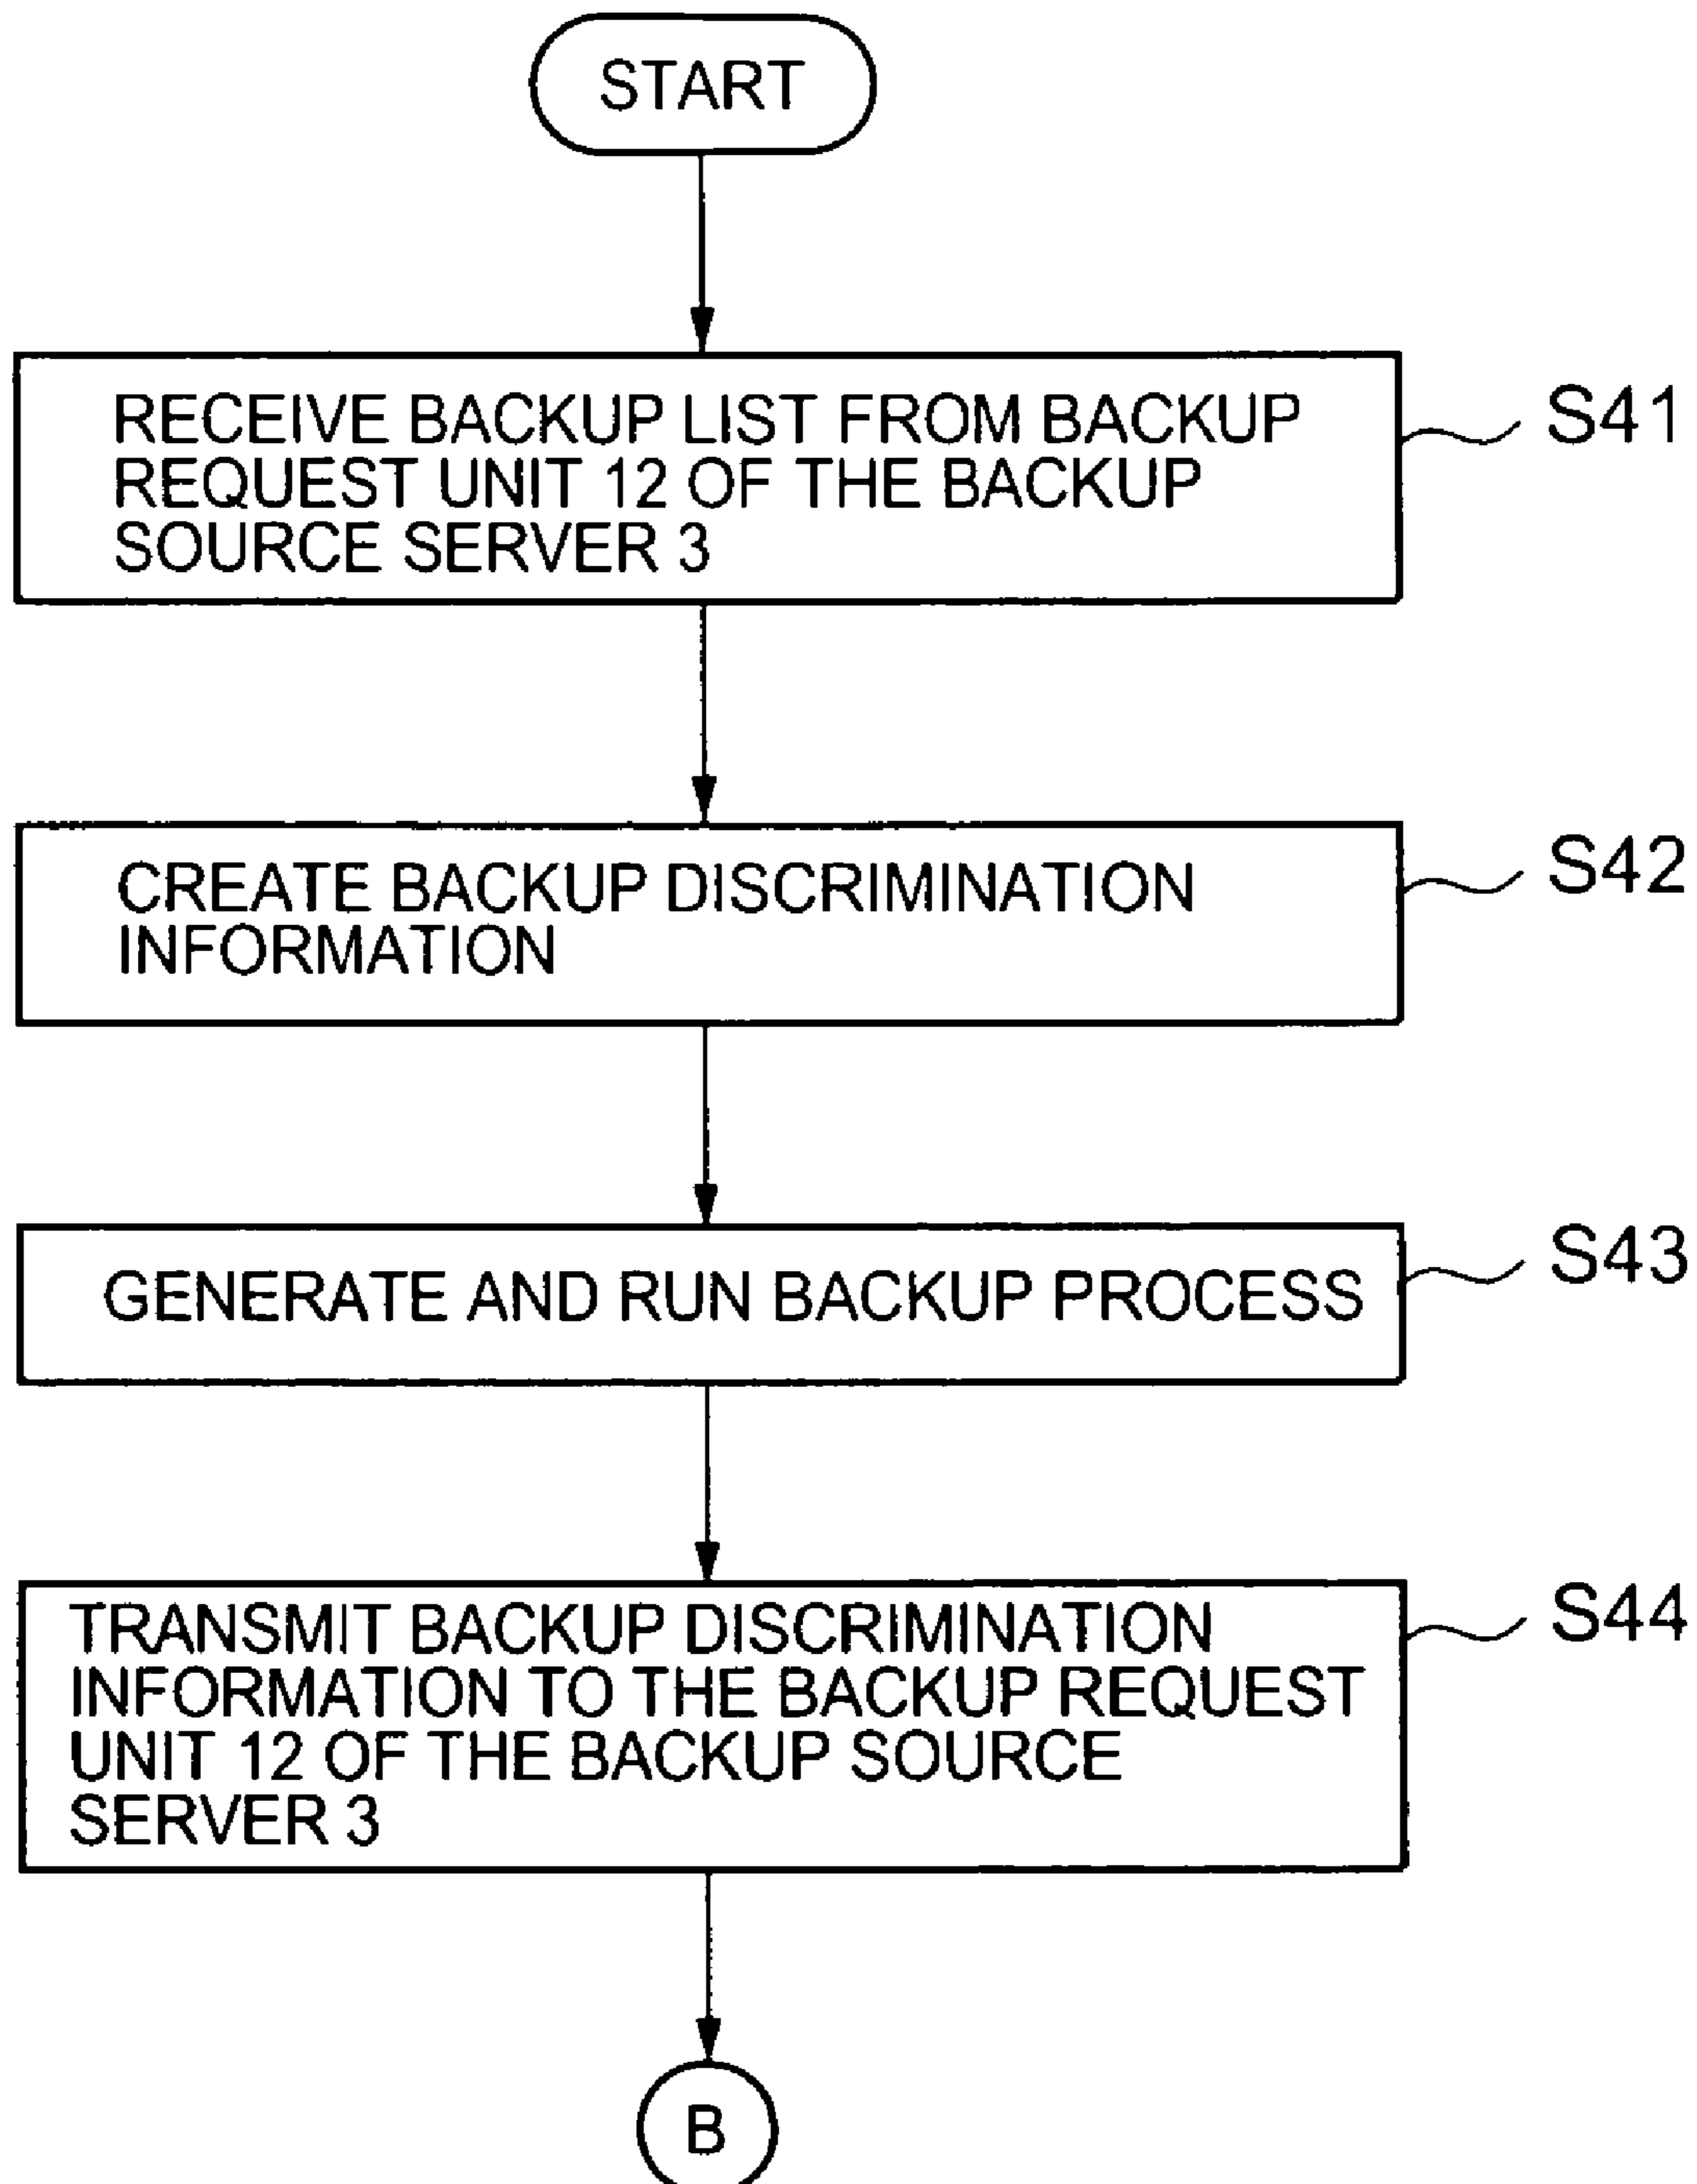 START
RECEIVE BACKUP LIST FROM BACKUP
REQUEST UNIT 12 OF THE BACKUP
SOURCE SERVER 3
S41
CREATE BACKUP DISCRIMINATION
INFORMATION
S42
GENERATE AND RUN BACKUP PROCESS
S43
TRANSMIT BACKUP DISCRIMINATION
INFORMATION TO THE BACKUP REQUEST
UNIT 12 OF THE BACKUP SOURCE
SERVER 3
S44
B